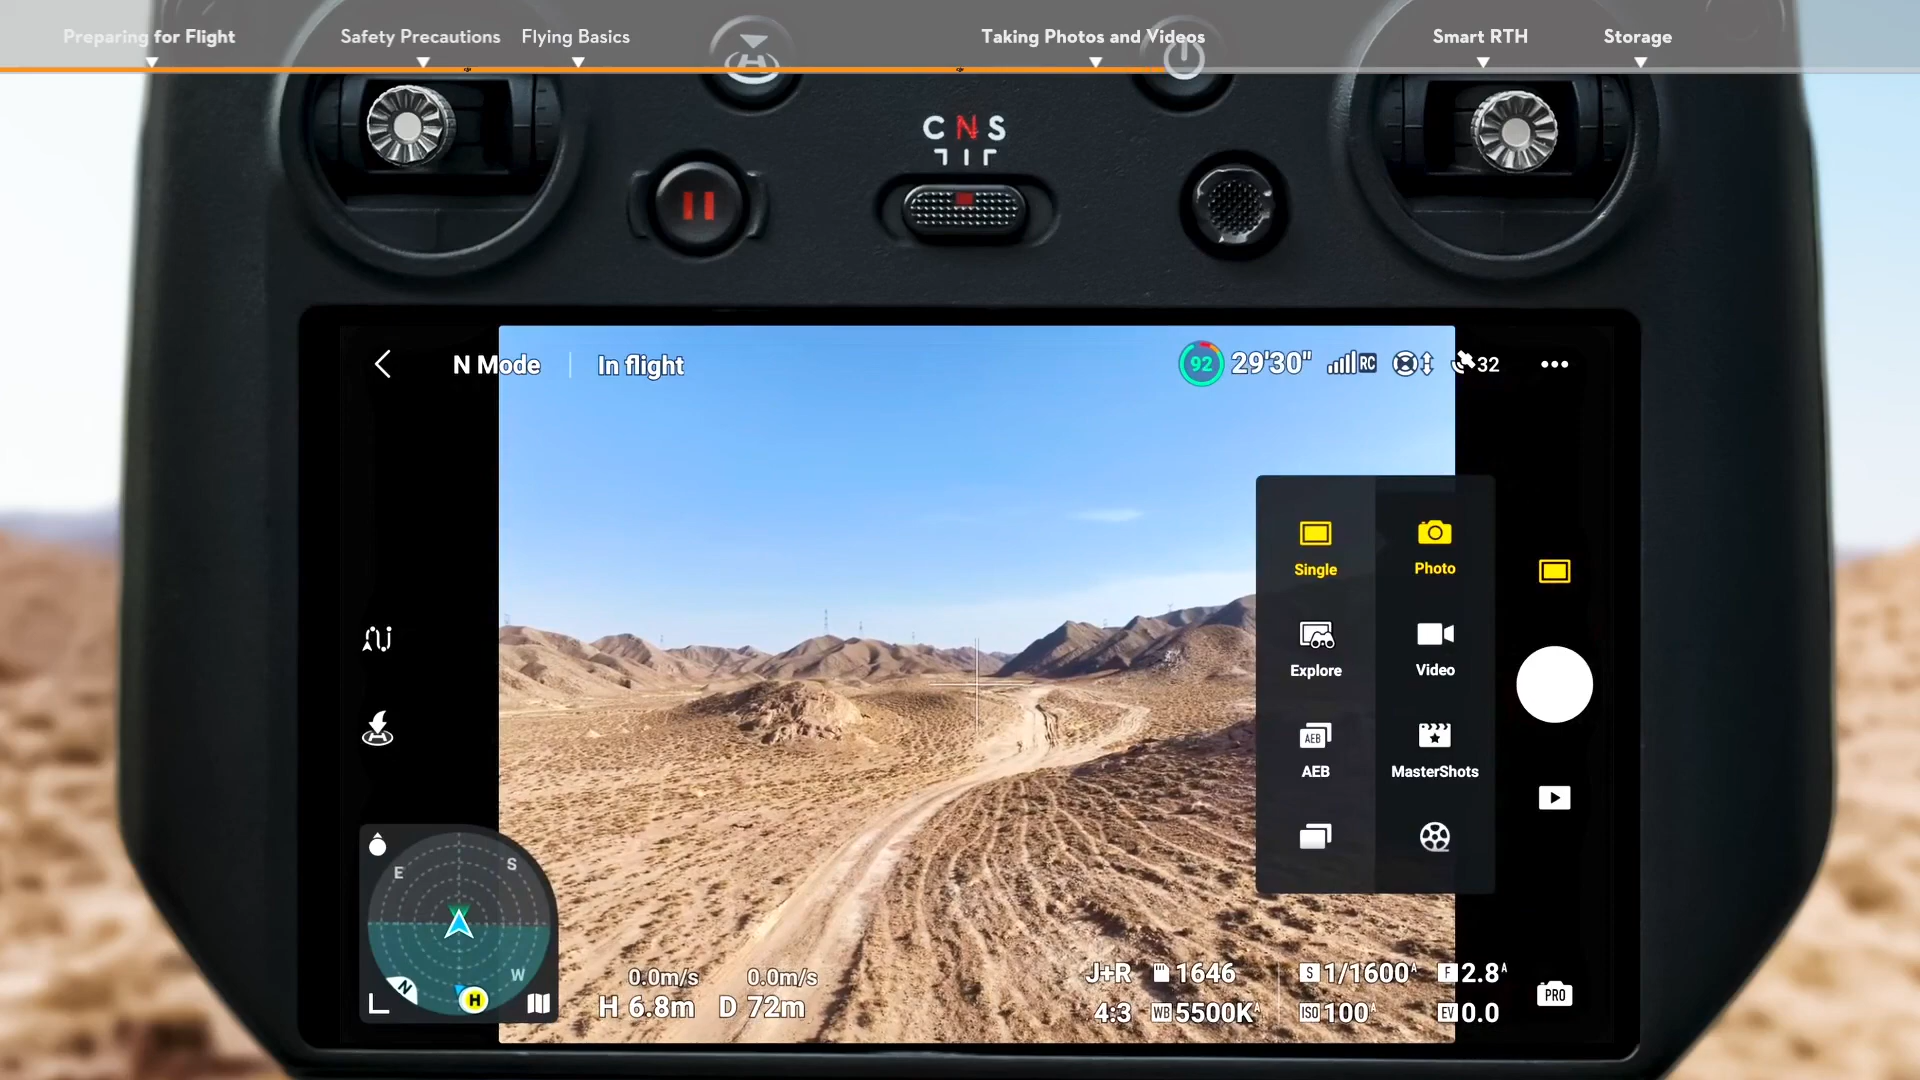 Preparing for Flight
Safety Precautions
Flying Basics
Taking Photos and Videos
Smart RTH
Storage
C N S
N Mode
In flight
92
29'30"
RC
32
Single
Photo
Explore
Video
AEB
AEB
MasterShots
E
S
W
N
H
0.0m/s
0.0m/s
H 6.8m
D 72m
J+R
1646
S 1/1600 A
F 2.8 A
4:3
WB 5500K A
ISO 100 A
EV 0.0
PRO